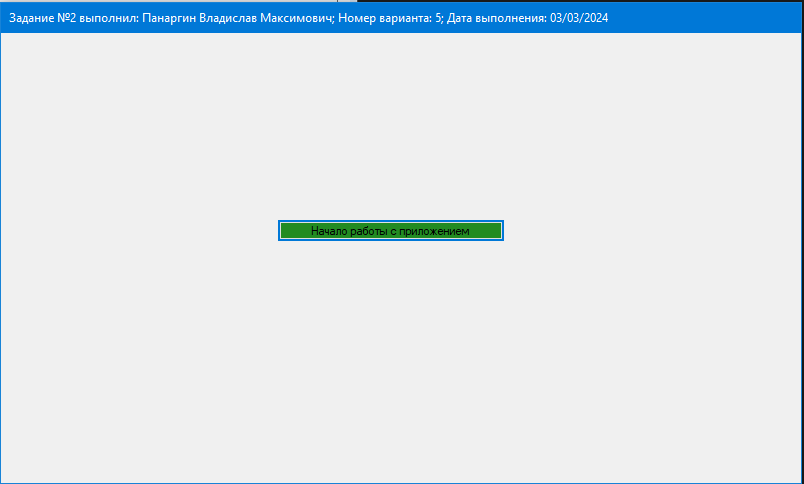 Задание №2 выполнил: Панаргин Владислав Максимович; Номер варианта: 5; Дата выполнения: 03/03/2024
Начало работы с приложением